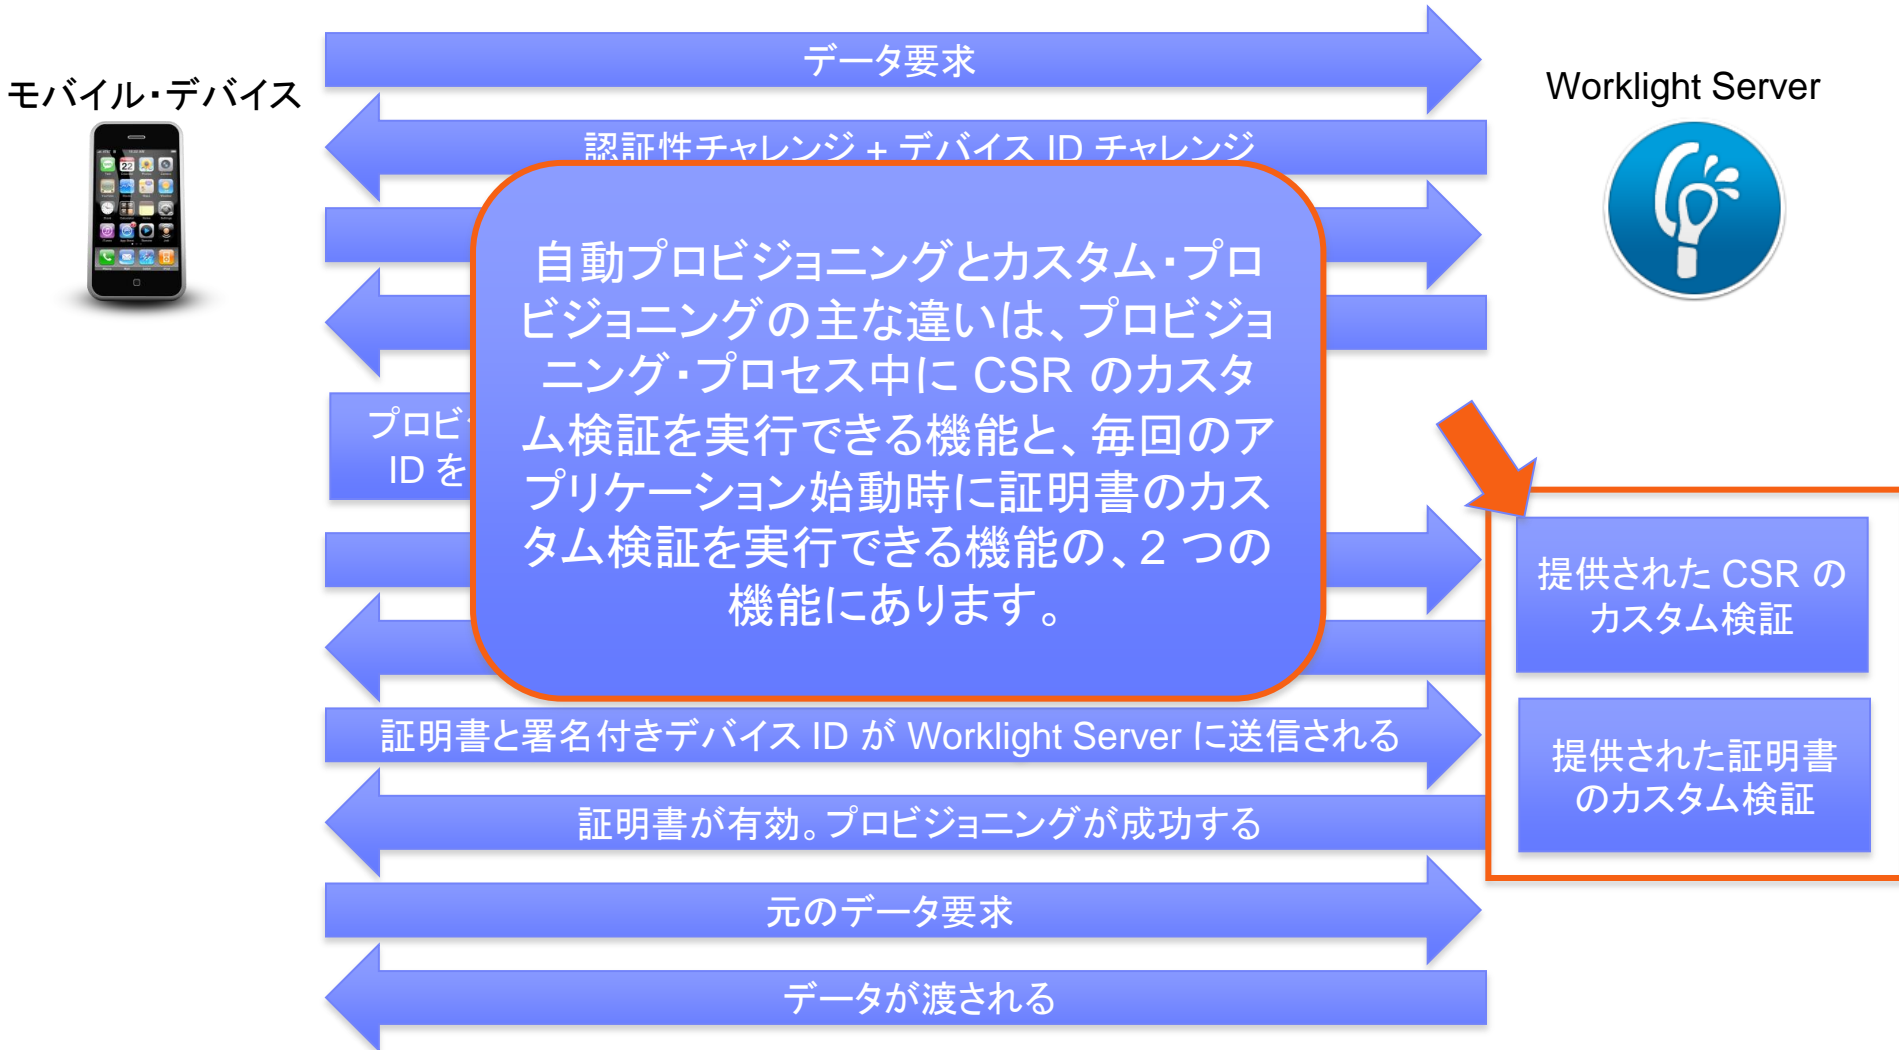 データ要求
モバイル・デバイス
Worklight Server
認証性チャレンジ + デバイス ID チャレンジ
自動プロビジョニングとカスタム・プロ
ビジョニングの主な違いは、プロビジョ
ニング・プロセス中に CSR のカスタ
ム検証を実行できる機能と、毎回のア
プリケーション始動時に証明書のカス
タム検証を実行できる機能の、2 つの
機能にあります。
プロビ
ID を
提供された CSR の
カスタム検証
証明書と署名付きデバイス ID が Worklight Server に送信される
提供された証明書
のカスタム検証
証明書が有効。プロビジョニングが成功する
元のデータ要求
データが渡される